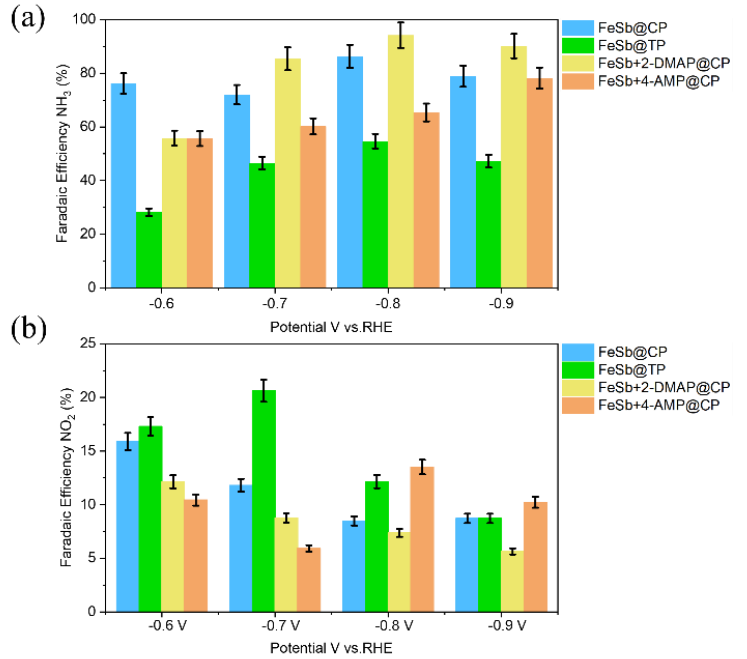 (a)
100
80
60
40
20
0
Faradaic Efficiency NH3 (%)
-0.6 -0.7 -0.8 -0.9
Potential V vs.RHE
FeSb@CP
FeSb@TP
FeSb+2-DMAP@CP
FeSb+4-AMP@CP
(b)
25
20
15
10
5
0
Faradaic Efficiency NO2 (%)
-0.6 V -0.7 V -0.8 V -0.9 V
Potential V vs.RHE
FeSb@CP
FeSb@TP
FeSb+2-DMAP@CP
FeSb+4-AMP@CP